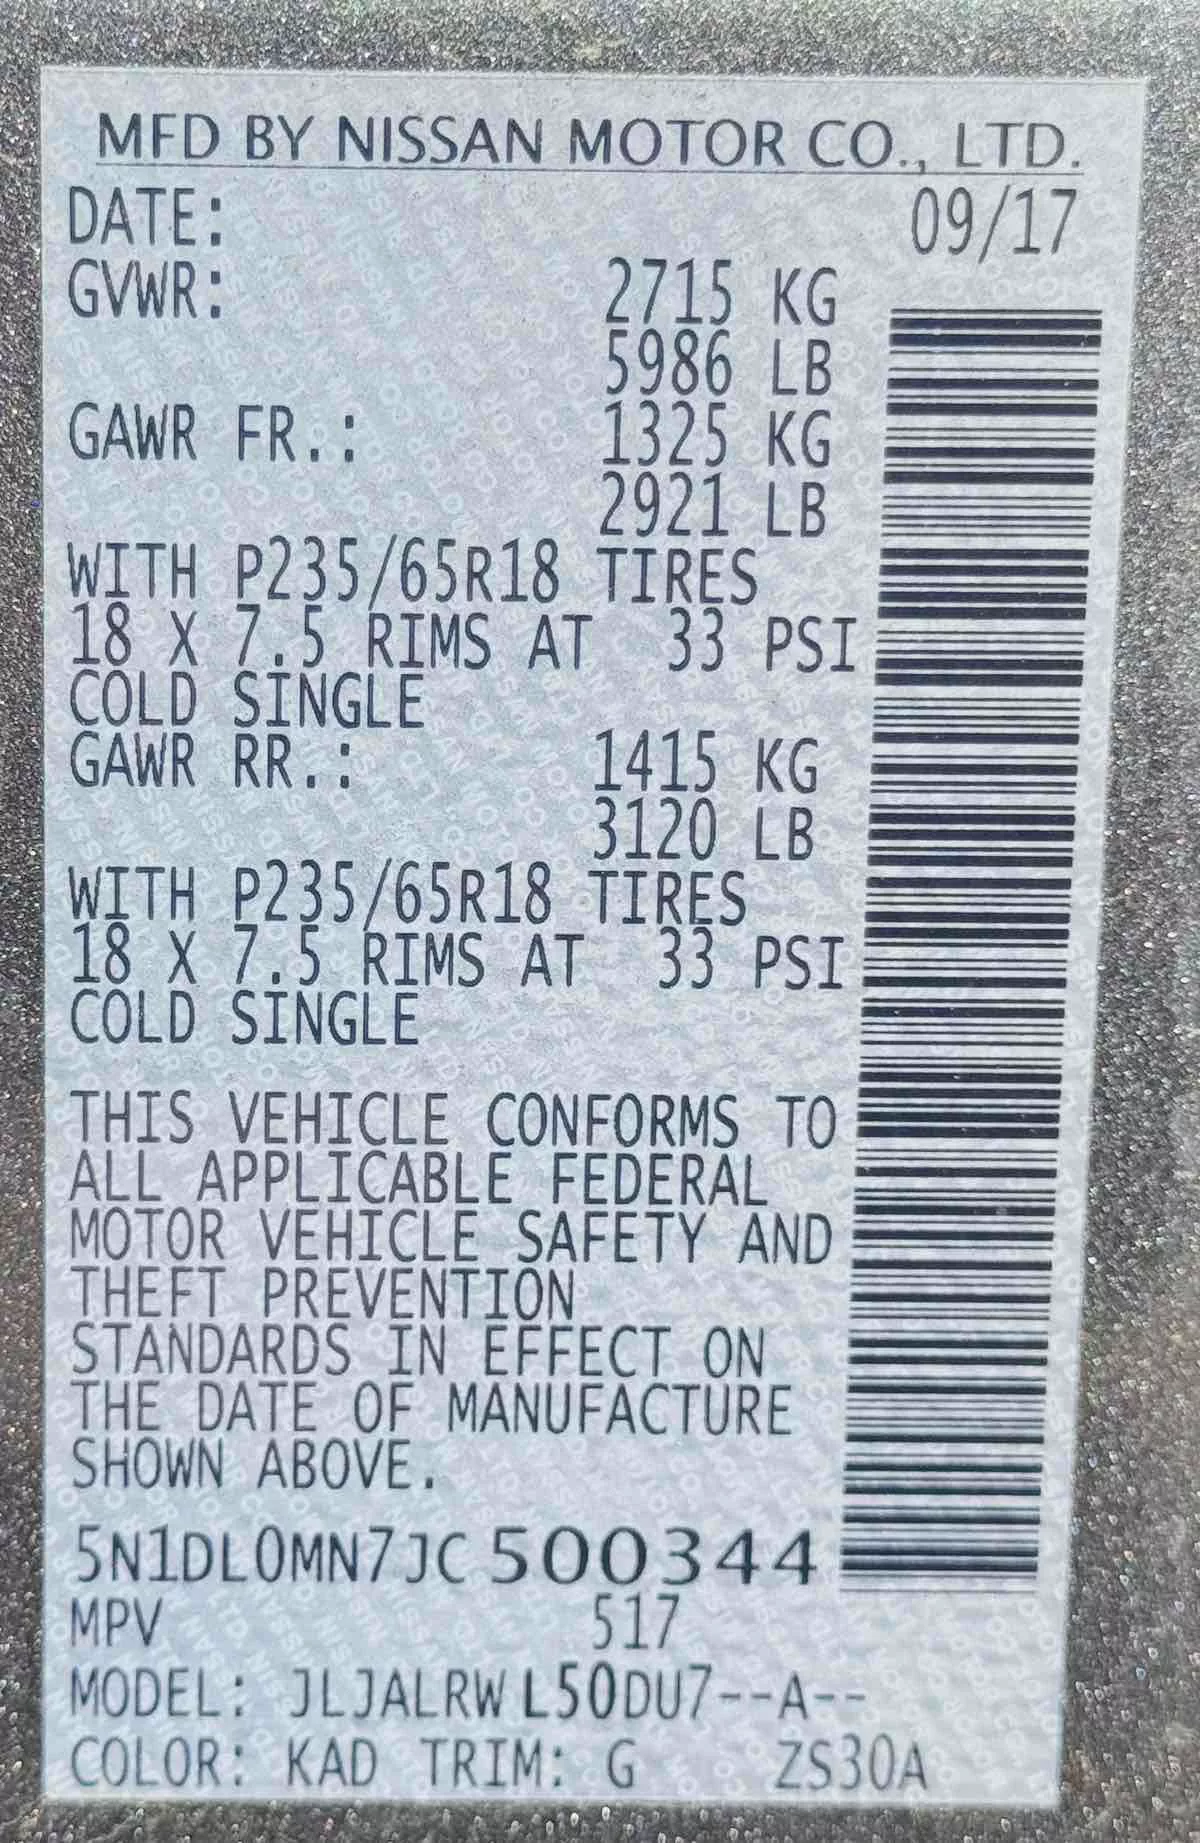 MFD BY NISSAN MOTOR CO., LTD.
DATE: 09/17
GVWR: 2715 KG
5986 LB
GAWR FR.: 1325 KG
2921 LB
WITH P235/65R18 TIRES
18 X 7.5 RIMS AT 33 PSI
COLD SINGLE
GAWR RR.: 1415 KG
3120 LB
WITH P235/65R18 TIRES
18 X 7.5 RIMS AT 33 PSI
COLD SINGLE
THIS VEHICLE CONFORMS TO
ALL APPLICABLE FEDERAL
MOTOR VEHICLE SAFETY AND
THEFT PREVENTION
STANDARDS IN EFFECT ON
THE DATE OF MANUFACTURE
SHOWN ABOVE.
5N1DL0MN7JC500344
MPV 517
MODEL: JLJALRWL50DU7--A--
COLOR: KAD TRIM: G ZS30A